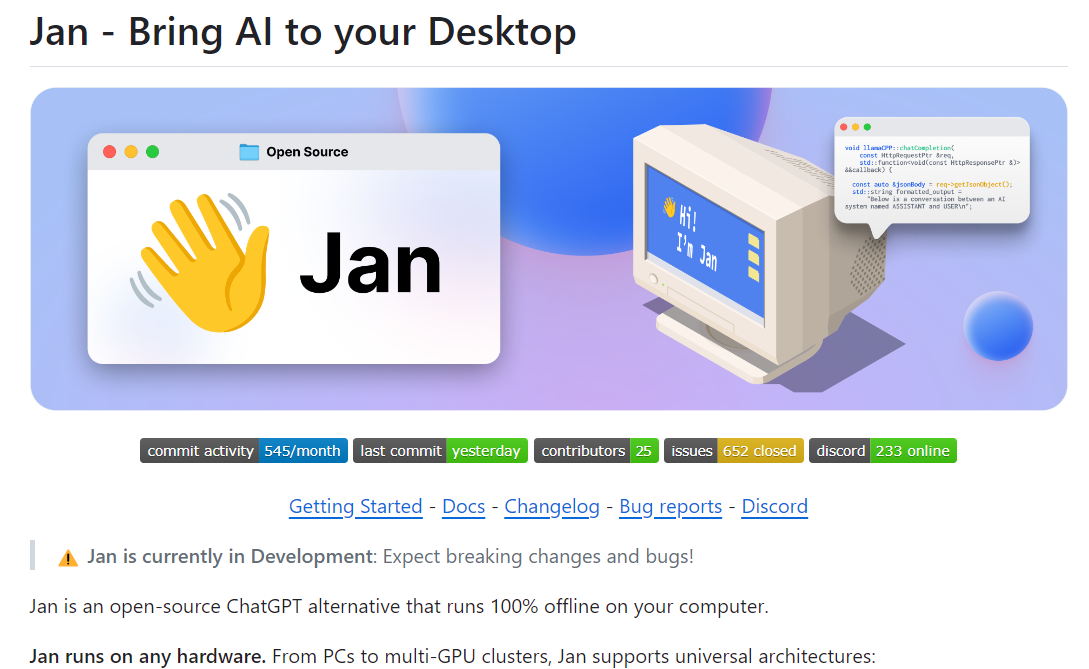 Jan - Bring AI to your Desktop
Open Source
Jan
👋Hi!
I'm Jan
void llamaCPP::chatCompletion(
const HttpRequestPtr &req,
std::function<void(const HttpResponsePtr &)>
&&callback) {
const auto &jsonBody = req->getJsonObject();
std::string formatted_output =
"Below is a conversation between an AI
system named ASSISTANT and USER\n";
commit activity 545/month last commit yesterday contributors 25 issues 652 closed discord 233 online
Getting Started - Docs - Changelog - Bug reports - Discord
⚠ Jan is currently in Development: Expect breaking changes and bugs!
Jan is an open-source ChatGPT alternative that runs 100% offline on your computer.
Jan runs on any hardware. From PCs to multi-GPU clusters, Jan supports universal architectures: